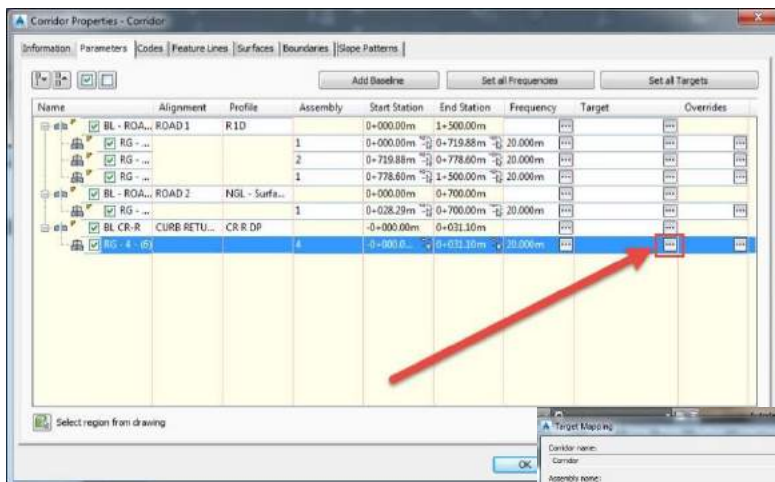 Corridor Properties - Corridor
Information Parameters Codes Feature Lines Surfaces Boundaries Slope Patterns
Add Baseline Set all Frequencies Set all Targets
Name Alignment Profile Assembly Start Station End Station Frequency Target Overrides
BL - ROA... ROAD 1 R1D 0+000.00m 1+500.00m
RG - ... 1 0+000.00m 0+719.88m 20.000m
RG - ... 2 0+719.88m 0+778.60m 20.000m
RG - ... 1 0+778.60m 1+500.00m 20.000m
BL - ROA... ROAD 2 NGL - Surfa... 0+000.00m 0+700.00m
RG - ... 1 0+028.29m 0+700.00m 20.000m
BL CR-R CURB RETU... CR R DP -0+000.00m 0+031.10m
RG - 4 - (6) 4 -0+000.0... 0+031.10m 20.000m
Select region from drawing
OK
Target Mapping
Corridor name:
Corridor
Assembly name: